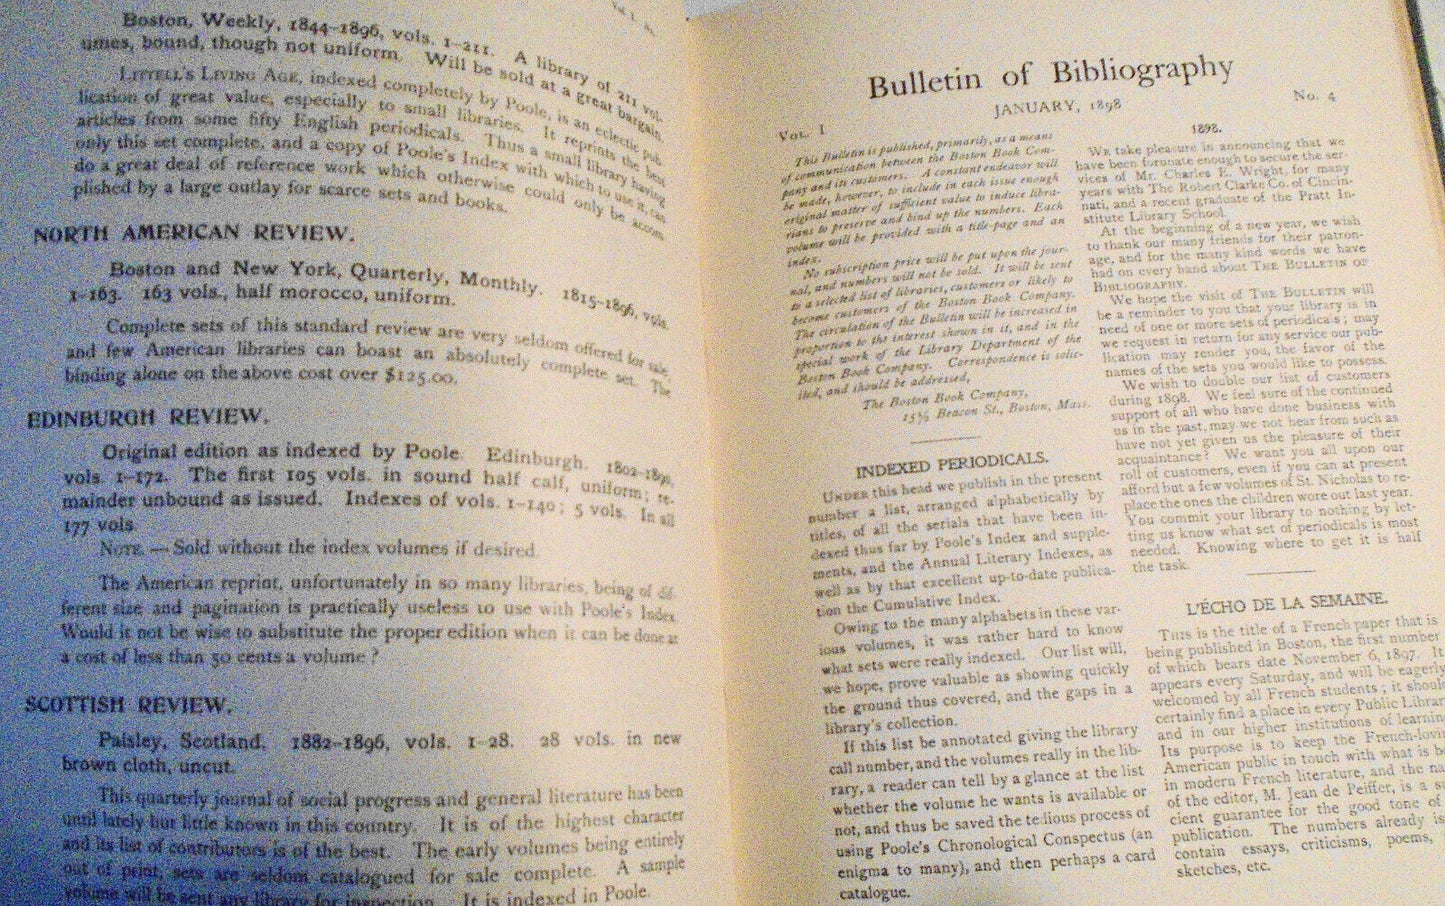 Vol. I, No.
Boston, Weekly, 1844–1896, vols. 1–211. A library of 211 vol-
umes, bound, though not uniform. Will be sold at a great bargain.
LITTELL'S LIVING AGE, indexed completely by Poole, is an eclectic pub-
lication of great value, especially to small libraries. It reprints the best
articles from some fifty English periodicals. Thus a small library having
only this set complete, and a copy of Poole's Index with which to use it, can
do a great deal of reference work which otherwise could only be accom-
plished by a large outlay for scarce sets and books.
NORTH AMERICAN REVIEW.
Boston and New York, Quarterly, Monthly. 1815–1896, vols.
1–163. 163 vols., half morocco, uniform.
Complete sets of this standard review are very seldom offered for sale
and few American libraries can boast an absolutely complete set. The
binding alone on the above cost over $125.00.
EDINBURGH REVIEW.
Original edition as indexed by Poole. Edinburgh. 1802–1890,
vols. 1–172. The first 105 vols. in sound half calf, uniform; re-
mainder unbound as issued. Indexes of vols. 1–140; 5 vols. In all
177 vols.
NOTE. — Sold without the index volumes if desired.
The American reprint, unfortunately in so many libraries, being of dif-
ferent size and pagination is practically useless to use with Poole's Index.
Would it not be wise to substitute the proper edition when it can be done at
a cost of less than 50 cents a volume?
SCOTTISH REVIEW.
Paisley, Scotland. 1882–1896, vols. 1–28. 28 vols. in new
brown cloth, uncut.
This quarterly journal of social progress and general literature has been
until lately but little known in this country. It is of the highest character
and its list of contributors is of the best. The early volumes being entirely
out of print, sets are seldom catalogued for sale complete. A sample
volume will be sent any library for inspection. It is indexed in Poole.
Bulletin of Bibliography
JANUARY, 1898
VOL. I No. 4
This Bulletin is published, primarily, as a means
of communication between the Boston Book Com-
pany and its customers. A constant endeavor will
be made, however, to include in each issue enough
original matter of sufficient value to induce libra-
rians to preserve and bind up the numbers. Each
volume will be provided with a title-page and an
index.
No subscription price will be put upon the jour-
nal, and numbers will not be sold. It will be sent
to a selected list of libraries, customers or likely to
become customers of the Boston Book Company.
The circulation of the Bulletin will be increased in
proportion to the interest shown in it, and in the
special work of the Library Department of the
Boston Book Company. Correspondence is solic-
ited, and should be addressed,
The Boston Book Company,
15½ Beacon St., Boston, Mass.
INDEXED PERIODICALS.
UNDER this head we publish in the present
number a list, arranged alphabetically by
titles, of all the serials that have been in-
dexed thus far by Poole's Index and supple-
ments, and the Annual Literary Indexes, as
well as by that excellent up-to-date publica-
tion the Cumulative Index.
Owing to the many alphabets in these var-
ious volumes, it was rather hard to know
what sets were really indexed. Our list will,
we hope, prove valuable as showing quickly
the ground thus covered, and the gaps in a
library's collection.
If this list be annotated giving the library
call number, and the volumes really in the lib-
rary, a reader can tell by a glance at the list
whether the volume he wants is available or
not, and thus be saved the tedious process of
using Poole's Chronological Conspectus (an
enigma to many), and then perhaps a card
catalogue.
1898.
WE take pleasure in announcing that we
have been forunate enough to secure the ser-
vices of Mr. Charles E. Wright, for many
years with The Robert Clarke Co. of Cincin-
nati, and a recent graduate of the Pratt In-
stitute Library School.
At the beginning of a new year, we wish
to thank our many friends for their patron-
age, and for the many kind words we have
had on every hand about THE BULLETIN OF
BIBLIOGRAPHY.
We hope the visit of THE BULLETIN will
be a reminder to you that your library is in
need of one or more sets of periodicals; may
we request in return for any service our pub-
lication may render you, the favor of the
names of the sets you would like to possess.
We wish to double our list of customers
during 1898. We feel sure of the continued
support of all who have done business with
us in the past, may we not hear from such as
have not yet given us the pleasure of their
acquaintance? We want you all upon our
roll of customers, even if you can at present
afford but a few volumes of St. Nicholas to re-
place the ones the children wore out last year.
You commit your library to nothing by let-
ting us know what set of periodicals is most
needed. Knowing where to get it is half
the task.
L'ÉCHO DE LA SEMAINE.
THIS is the title of a French paper that is
being published in Boston, the first number
of which bears date November 6, 1897. It
appears every Saturday, and will be eagerly
welcomed by all French students; it should
certainly find a place in every Public Library
and in our higher institutions of learning
Its purpose is to keep the French-lovin
American public in touch with what is be
in modern French literature, and the na
of the editor, M. Jean de Peiffer, is a su
cient guarantee for the good tone of
publication. The numbers already is
contain essays, criticisms, poems,
sketches, etc.